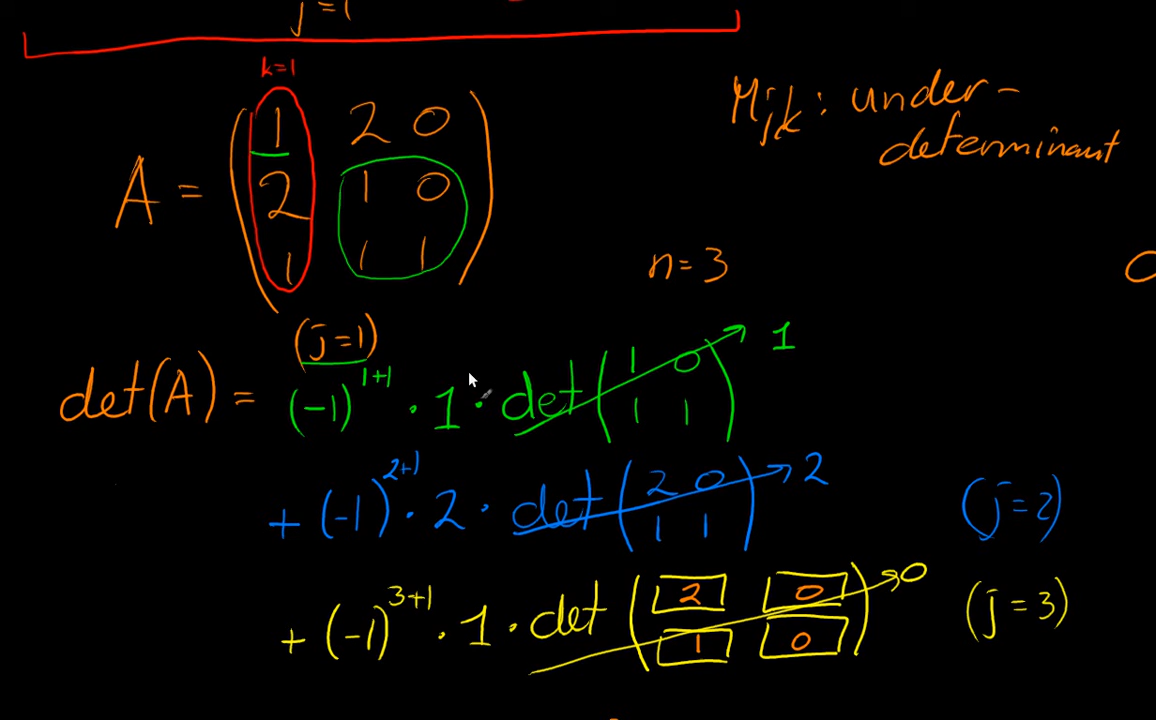 j=1
k=1
M_jk: under-
determinant
A = (1 2 0
2 1 0
1 1 1)
n=3
(j=1)
det(A) = (-1)^1+1 · 1 · det(1 0
1 1) 1
+ (-1)^2+1 · 2 · det(2 0
1 1) 2 (j=2)
+ (-1)^3+1 · 1 · det(2 0
1 0) 0 (j=3)